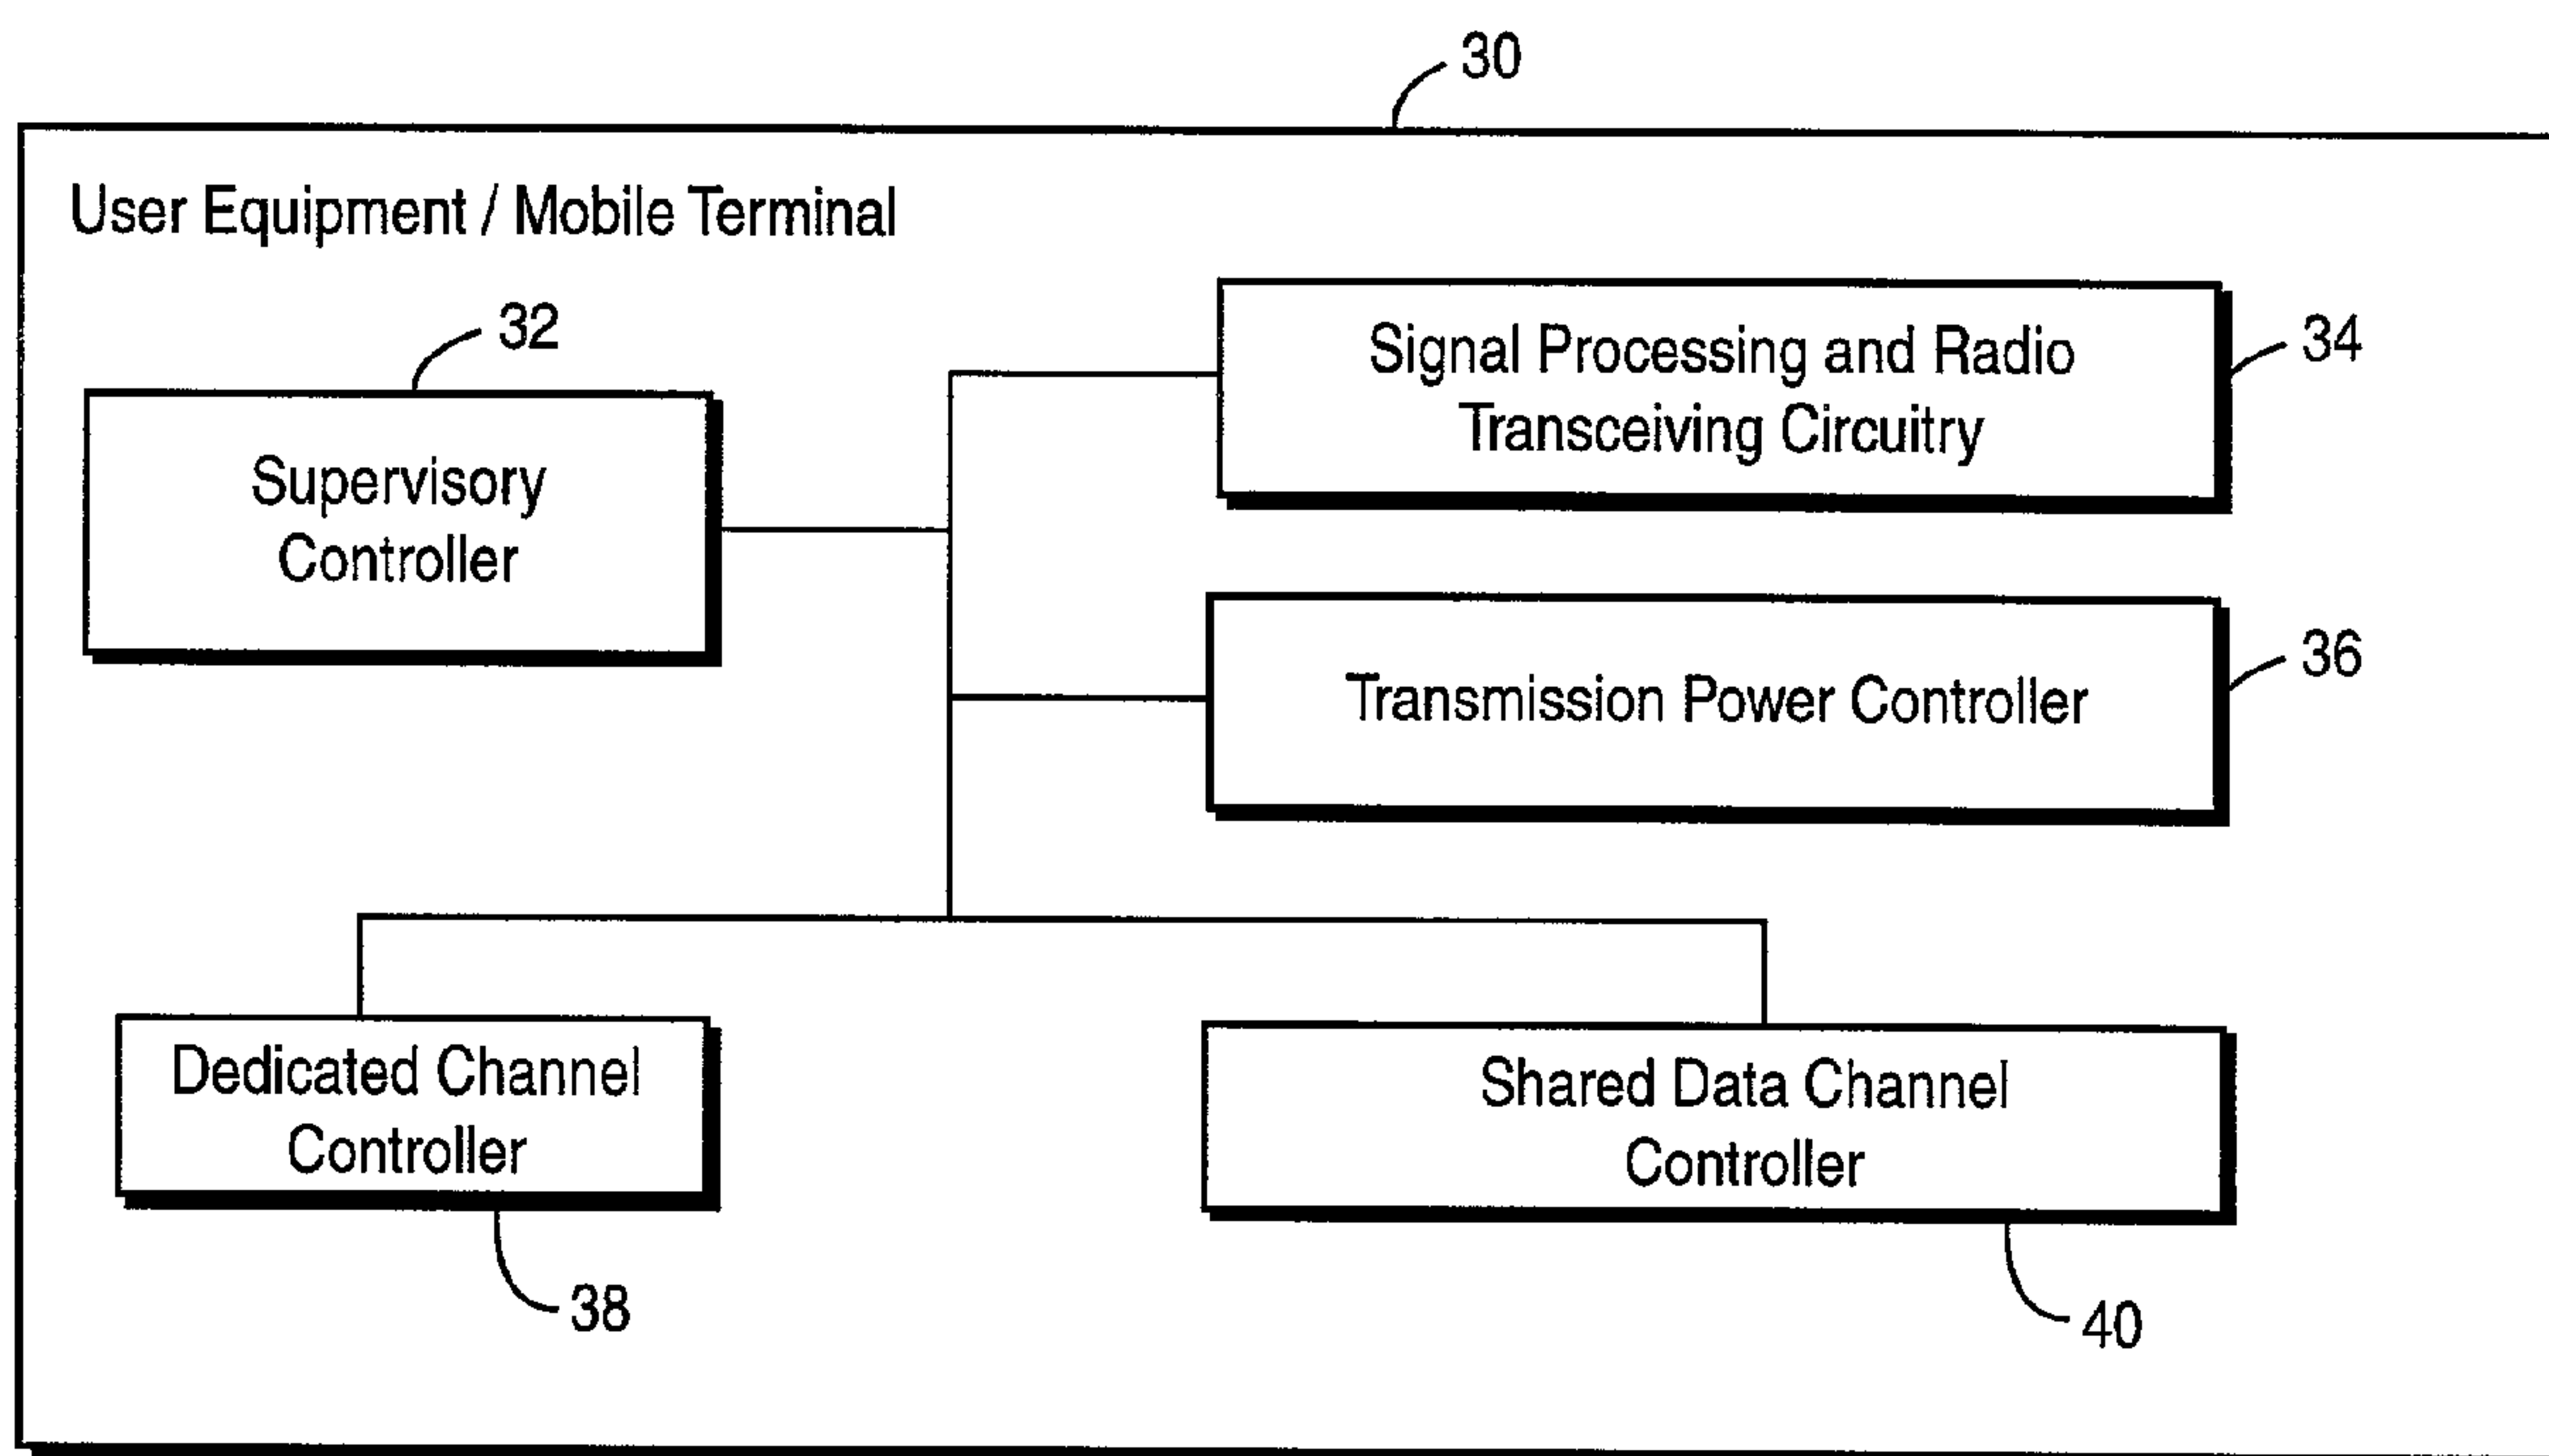 30
User Equipment / Mobile Terminal
32
Supervisory
Controller
Signal Processing and Radio
Transceiving Circuitry
34
Transmission Power Controller
36
Dedicated Channel
Controller
38
Shared Data Channel
Controller
40